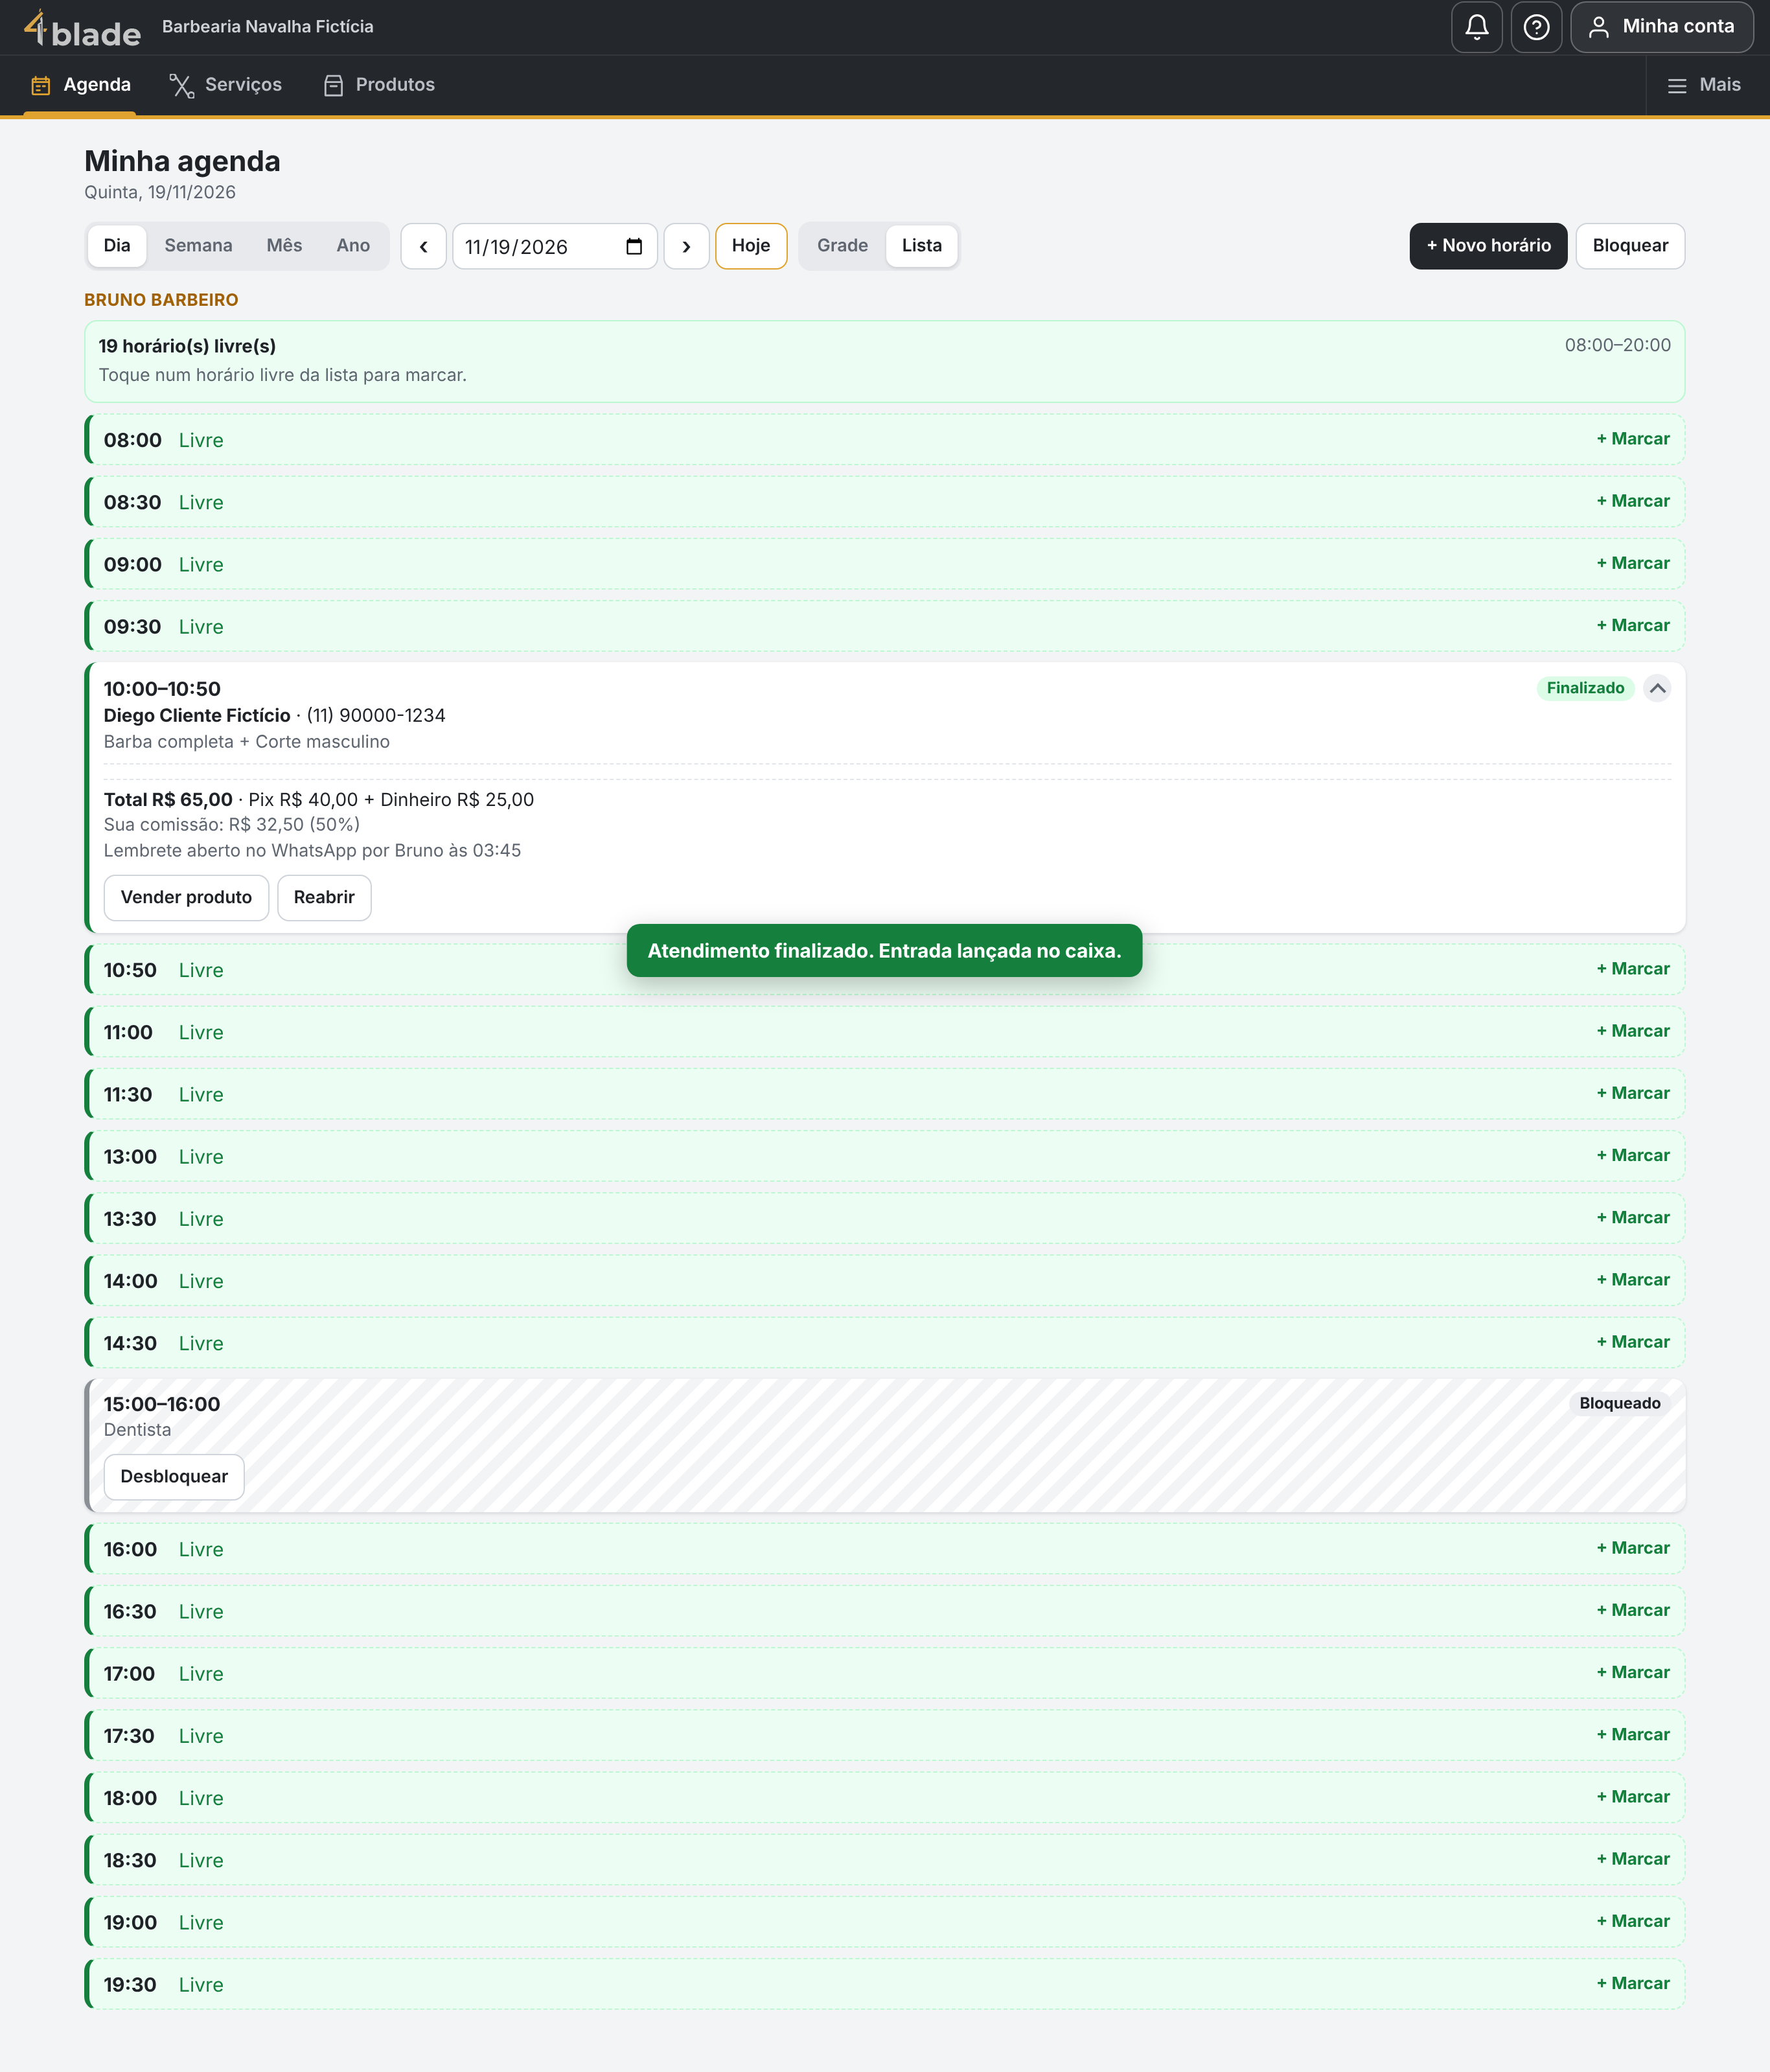 4blade Barbearia Navalha Fictícia Minha conta
Agenda Serviços Produtos Mais
Minha agenda
Quinta, 19/11/2026
Dia Semana Mês Ano ‹ 11/19/2026 › Hoje Grade Lista + Novo horário Bloquear
BRUNO BARBEIRO
19 horário(s) livre(s) 08:00–20:00
Toque num horário livre da lista para marcar.
08:00 Livre + Marcar
08:30 Livre + Marcar
09:00 Livre + Marcar
09:30 Livre + Marcar
10:00–10:50 Finalizado
Diego Cliente Fictício · (11) 90000-1234
Barba completa + Corte masculino
Total R$ 65,00 · Pix R$ 40,00 + Dinheiro R$ 25,00
Sua comissão: R$ 32,50 (50%)
Lembrete aberto no WhatsApp por Bruno às 03:45
Vender produto Reabrir
Atendimento finalizado. Entrada lançada no caixa.
10:50 Livre + Marcar
11:00 Livre + Marcar
11:30 Livre + Marcar
13:00 Livre + Marcar
13:30 Livre + Marcar
14:00 Livre + Marcar
14:30 Livre + Marcar
15:00–16:00 Bloqueado
Dentista
Desbloquear
16:00 Livre + Marcar
16:30 Livre + Marcar
17:00 Livre + Marcar
17:30 Livre + Marcar
18:00 Livre + Marcar
18:30 Livre + Marcar
19:00 Livre + Marcar
19:30 Livre + Marcar